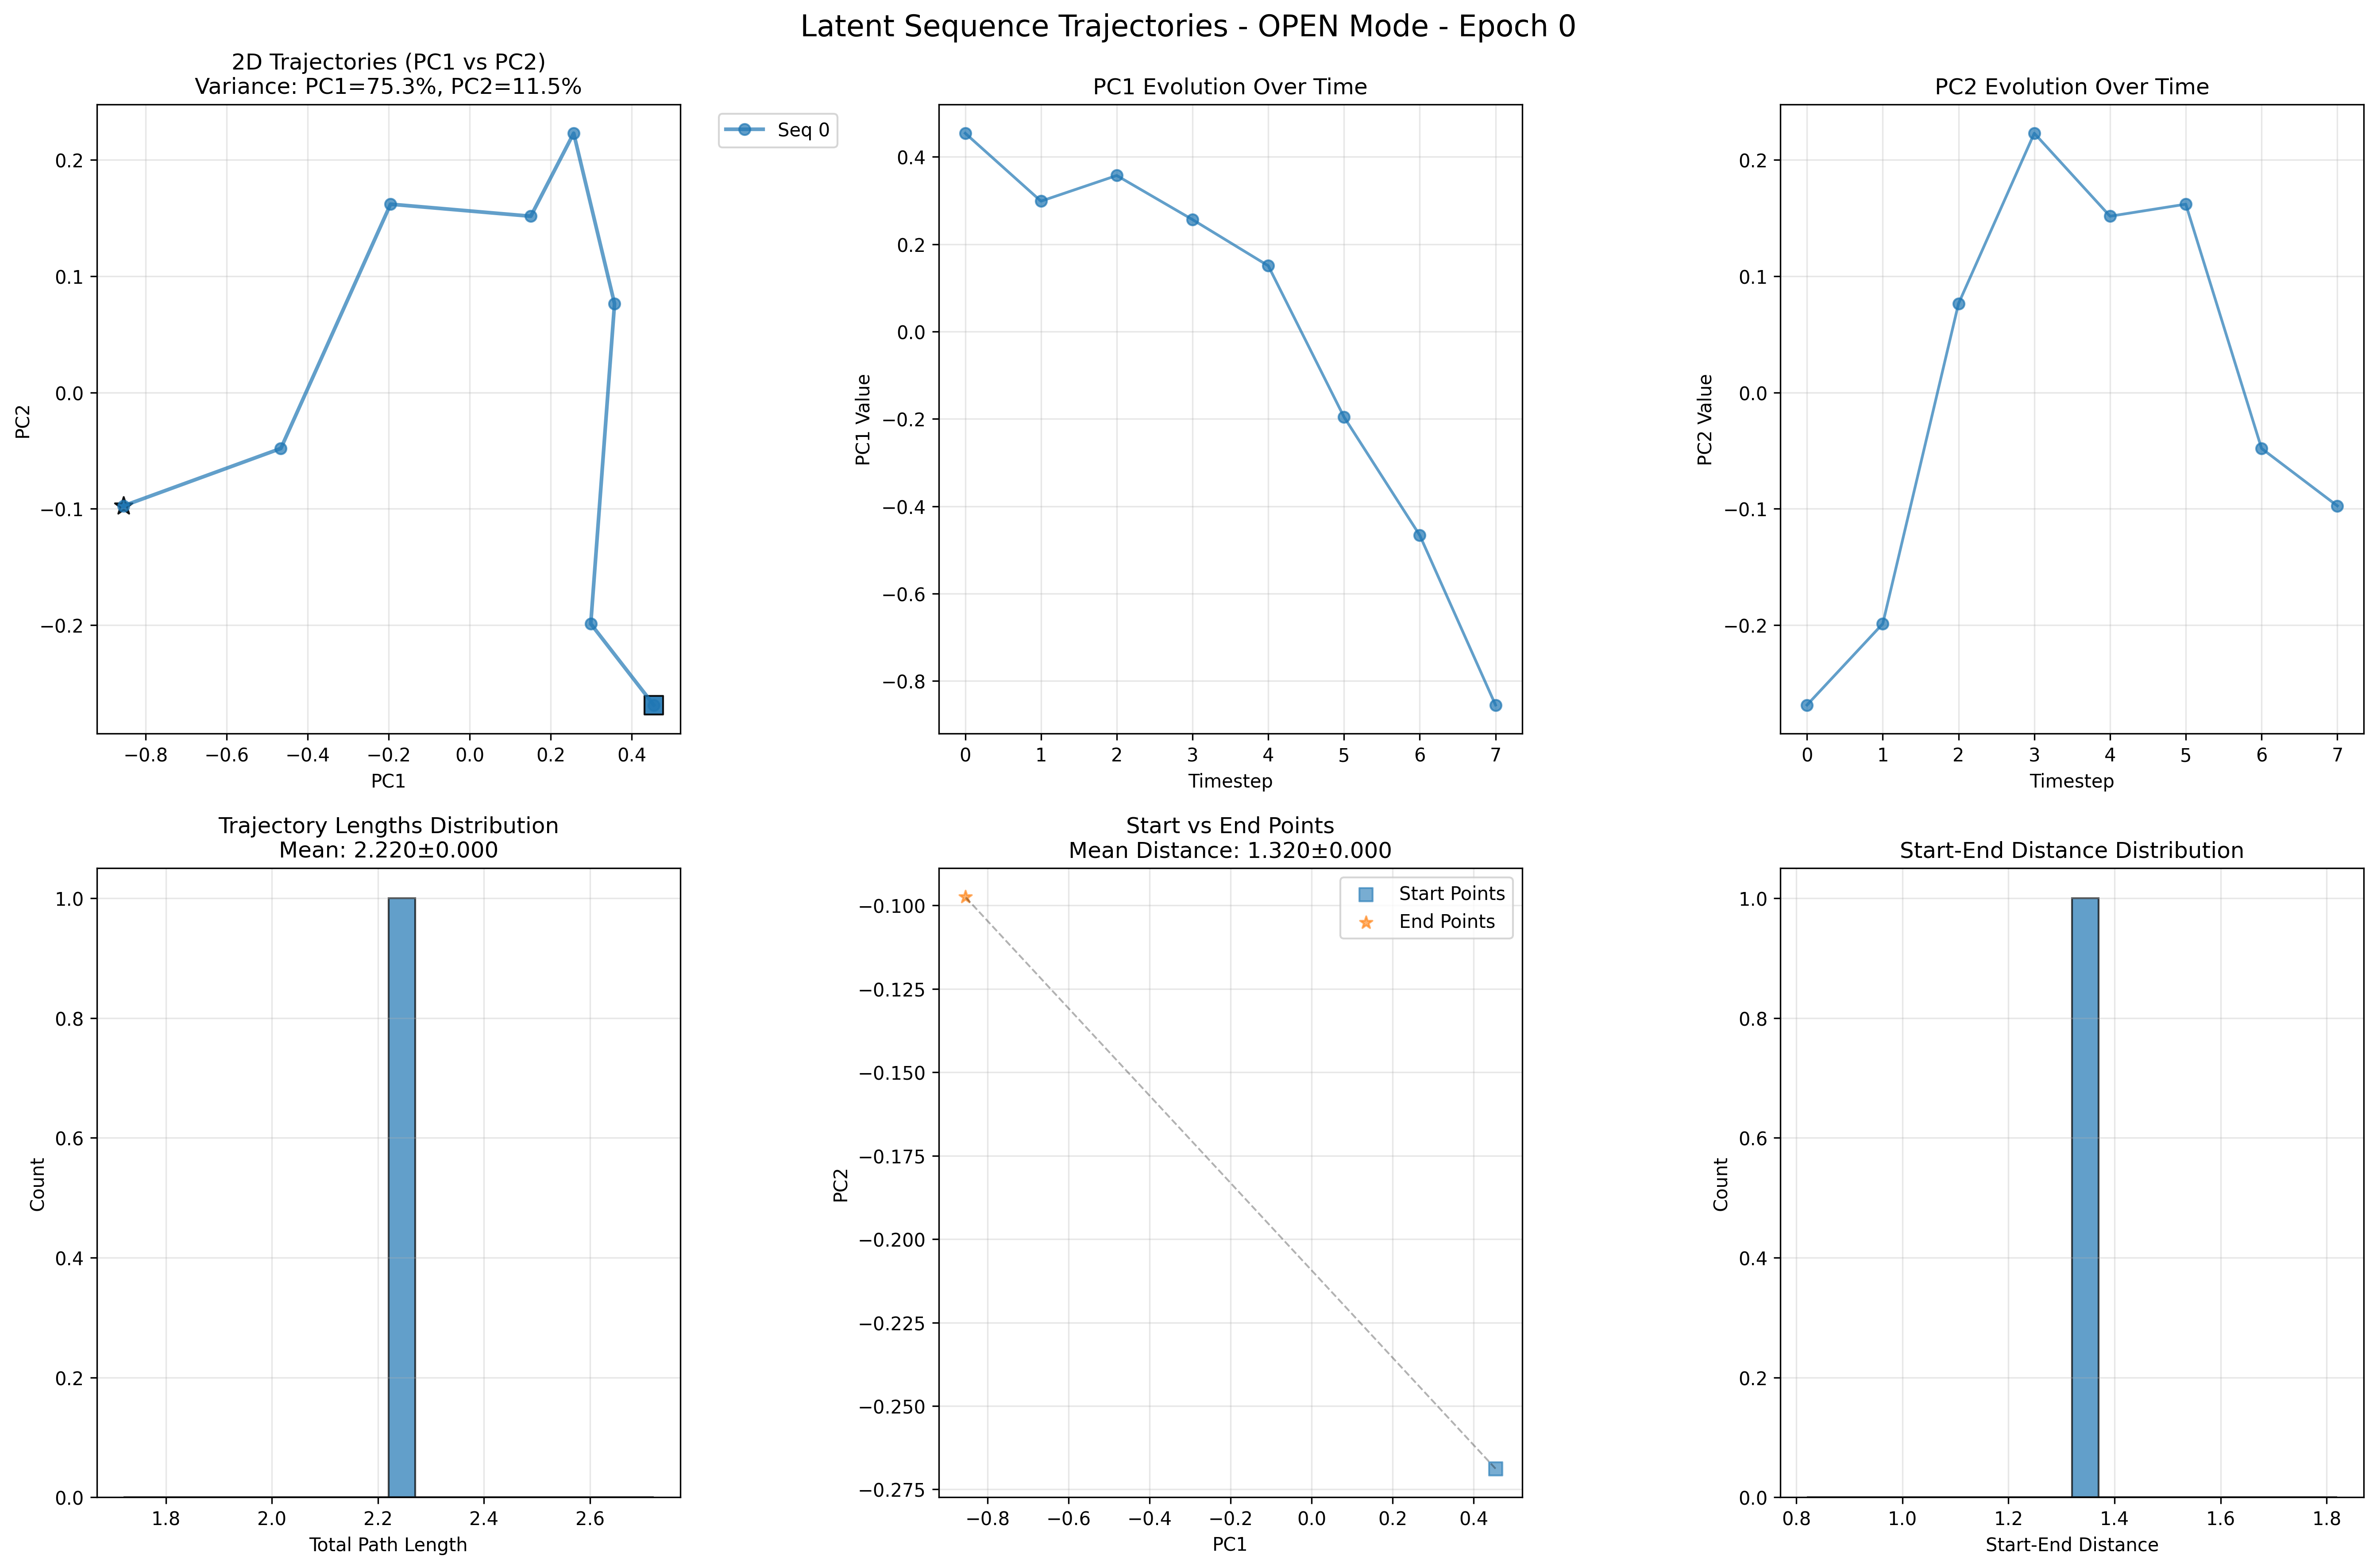 Latent Sequence Trajectories - OPEN Mode - Epoch 0
2D Trajectories (PC1 vs PC2)
Variance: PC1=75.3%, PC2=11.5%
PC2
0.2
0.1
0.0
−0.1
−0.2
−0.8 −0.6 −0.4 −0.2 0.0 0.2 0.4
PC1
Seq 0
PC1 Evolution Over Time
PC1 Value
0.4
0.2
0.0
−0.2
−0.4
−0.6
−0.8
0 1 2 3 4 5 6 7
Timestep
PC2 Evolution Over Time
PC2 Value
0.2
0.1
0.0
−0.1
−0.2
0 1 2 3 4 5 6 7
Timestep
Trajectory Lengths Distribution
Mean: 2.220±0.000
Count
1.0
0.8
0.6
0.4
0.2
0.0
1.8 2.0 2.2 2.4 2.6
Total Path Length
Start vs End Points
Mean Distance: 1.320±0.000
Start Points
End Points
PC2
−0.100
−0.125
−0.150
−0.175
−0.200
−0.225
−0.250
−0.275
−0.8 −0.6 −0.4 −0.2 0.0 0.2 0.4
PC1
Start-End Distance Distribution
Count
1.0
0.8
0.6
0.4
0.2
0.0
0.8 1.0 1.2 1.4 1.6 1.8
Start-End Distance